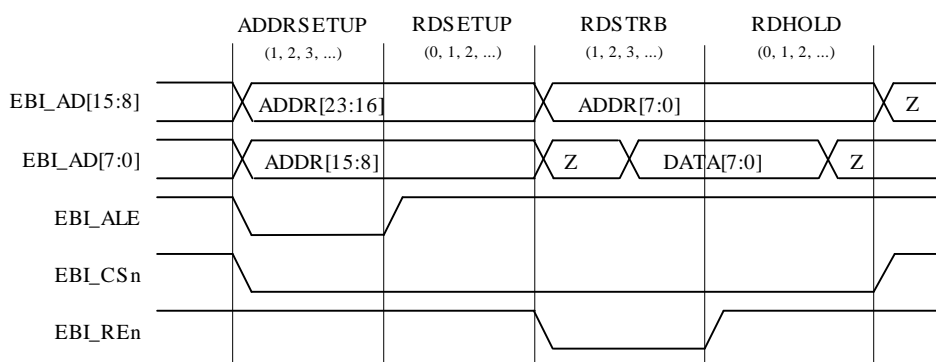 ADDRSETUP RDSETUP RDSTRB RDHOLD
(1, 2, 3, ...) (0, 1, 2, ...) (1, 2, 3, ...) (0, 1, 2, ...)
EBI_AD[15:8] ADDR[23:16] ADDR[7:0] Z
EBI_AD[7:0] ADDR[15:8] Z DATA[7:0] Z
EBI_ALE
EBI_CSn
EBI_REn